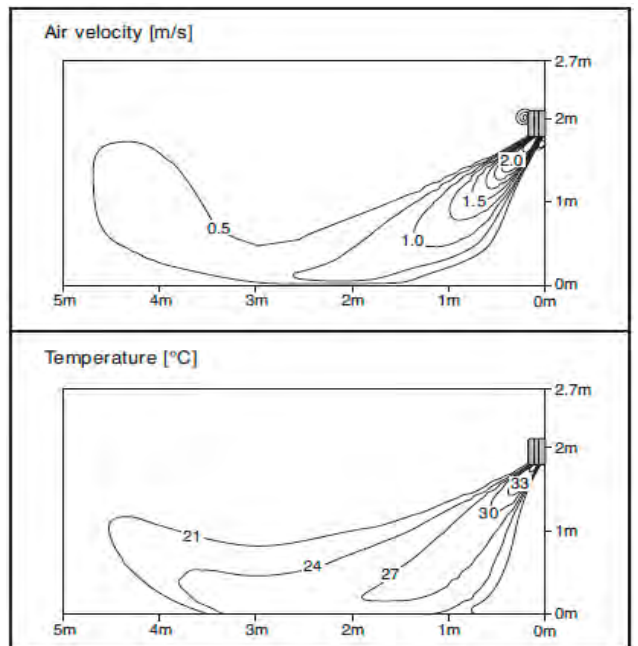 Air velocity [m/s]
2.7m
2m
2.0
1.5
1m
0.5
1.0
0m
5m 4m 3m 2m 1m 0m
Temperature [°C]
2.7m
2m
33
30
1m
21
24
27
0m
5m 4m 3m 2m 1m 0m